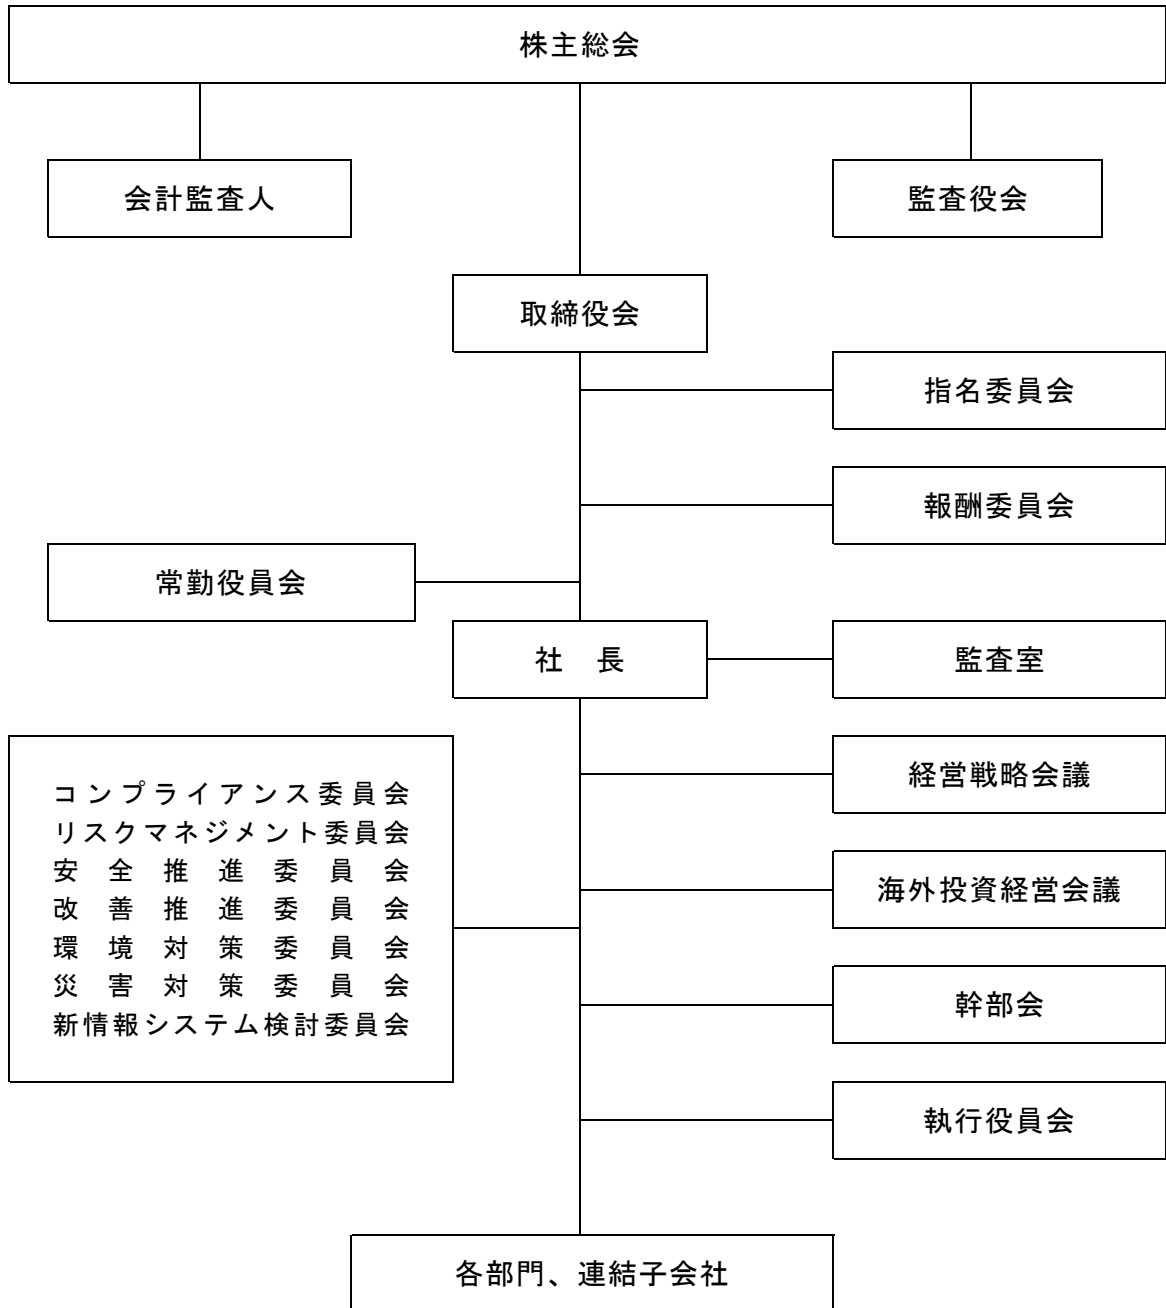 株主総会
会計監査人
監査役会
取締役会
指名委員会
報酬委員会
常勤役員会
社　長
監査室
経営戦略会議
コンプライアンス委員会
リスクマネジメント委員会
安全推進委員会
改善推進委員会
環境対策委員会
災害対策委員会
新情報システム検討委員会
海外投資経営会議
幹部会
執行役員会
各部門、連結子会社